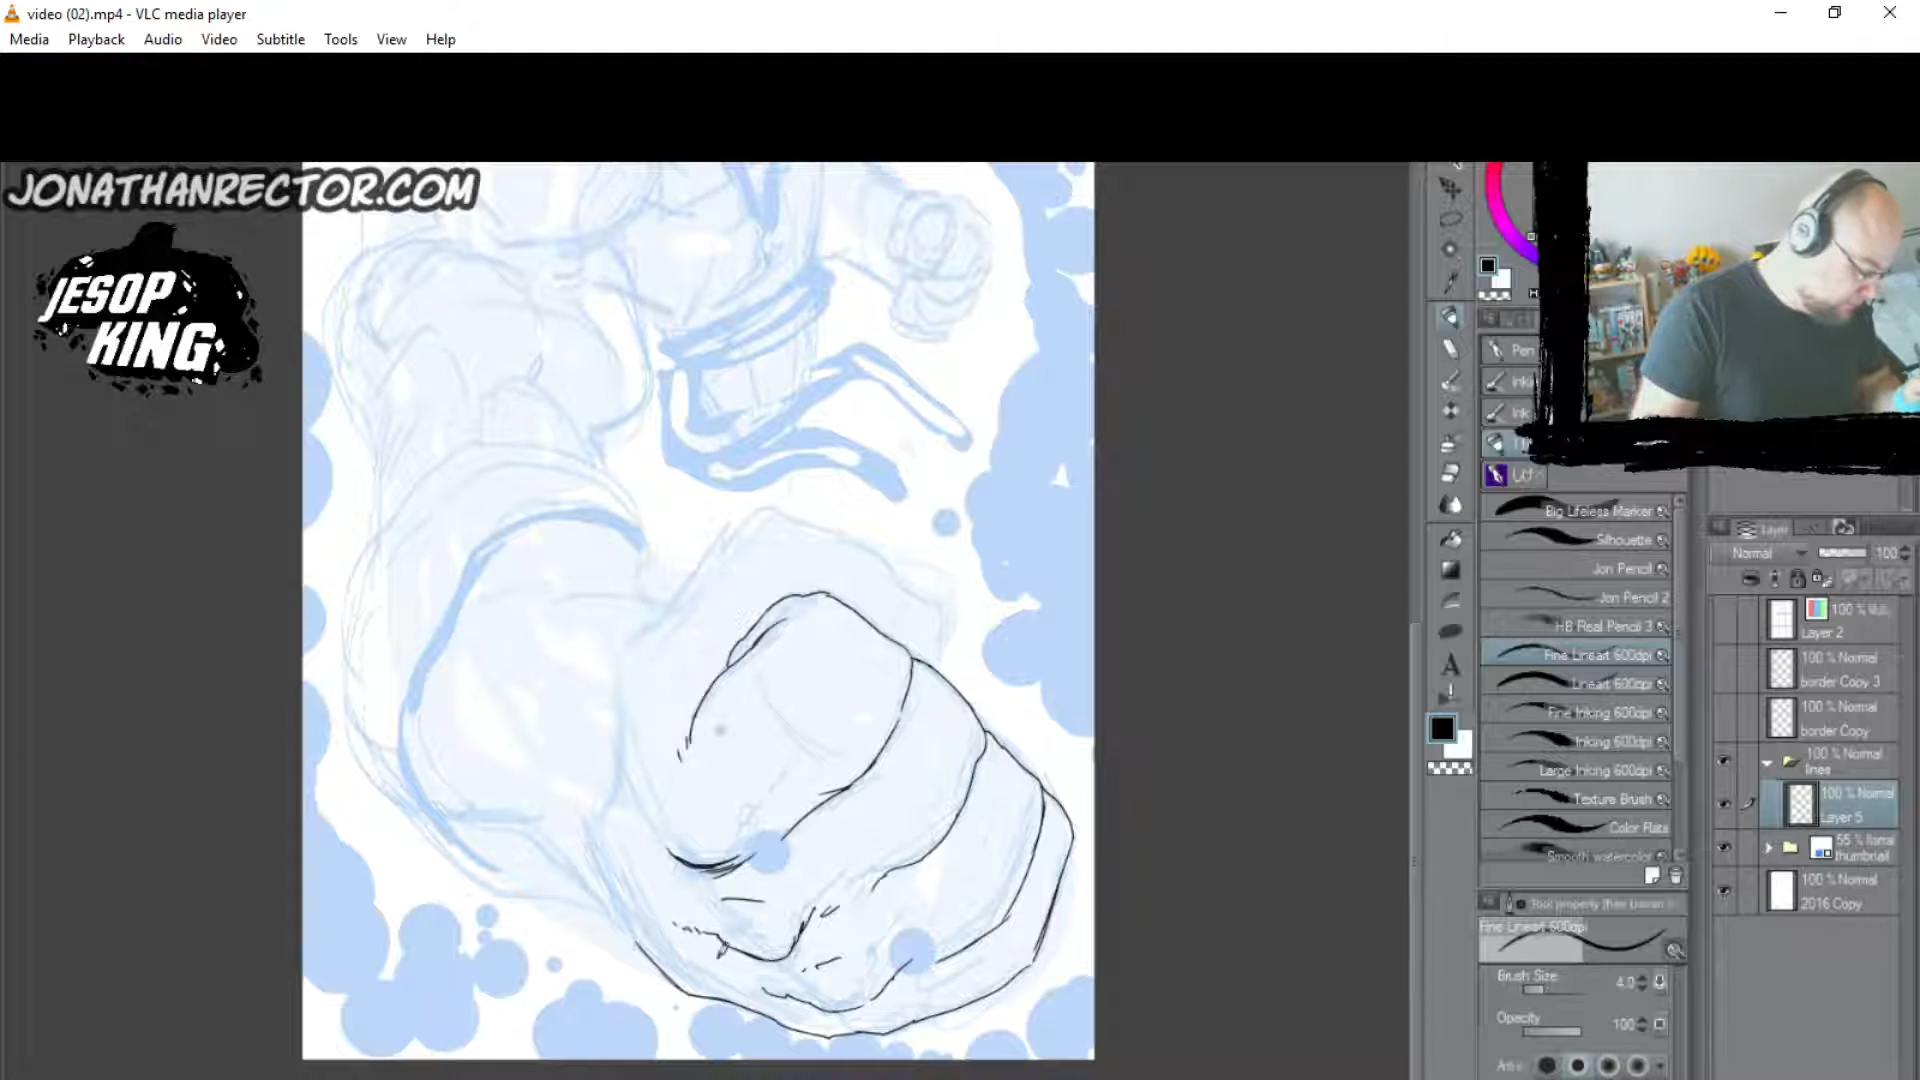 video (02).mp4 - VLC media player
Media Playback Audio Video Subtitle Tools View Help
JONATHANRECTOR.COM
JESOP
KING
Pen
Big Lifeless Marker
Silhouette
Jon Pencil
Jon Pencil 2
HB Real Pencil 3
Fine Lineart 600dpi
Lineart 600dpi
Fine Inking 600dpi
Inking 600dpi
Large Inking 600dpi
Texture Brush
Color Flats
Smooth watercolor
Tool property
Fine Lineart 600dpi
Brush Size 4.0
Opacity 100
Layer
Normal 100
100 %
Layer 2
100 % Normal
border Copy 3
100 % Normal
border Copy
100 % Normal
lines
100 % Normal
Layer 5
55 %
thumbnail
100 % Normal
2016 Copy